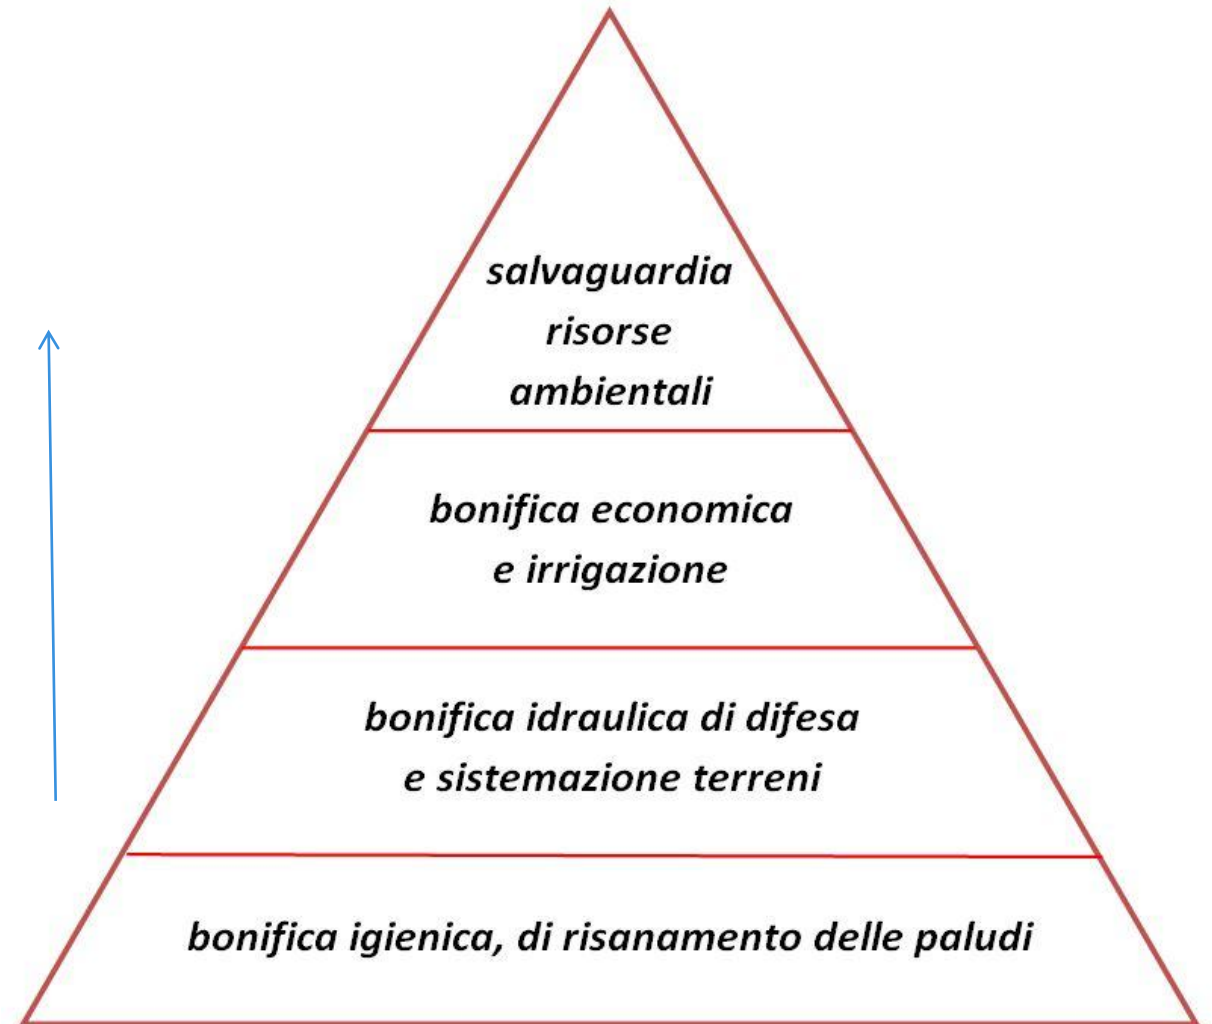 salvaguardia
risorse
ambientali
bonifica economica
e irrigazione
bonifica idraulica di difesa
e sistemazione terreni
bonifica igienica, di risanamento delle paludi